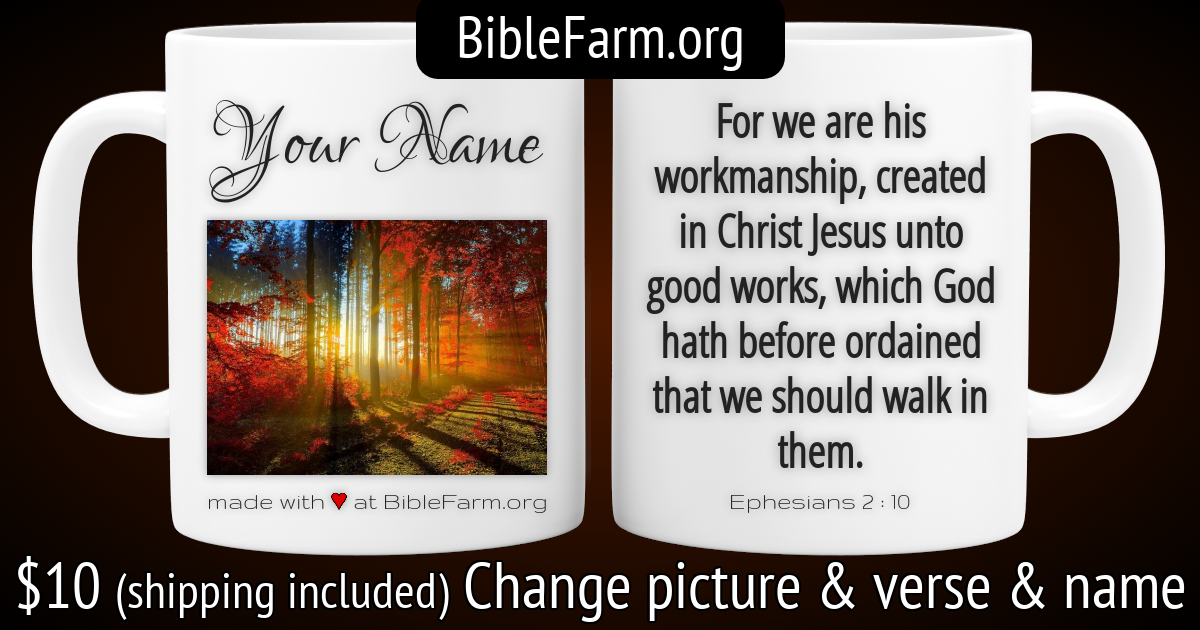 BibleFarm.org
Your Name
made with ♥ at BibleFarm.org
For we are his
workmanship, created
in Christ Jesus unto
good works, which God
hath before ordained
that we should walk in
them.
Ephesians 2 : 10
$10 (shipping included) Change picture & verse & name